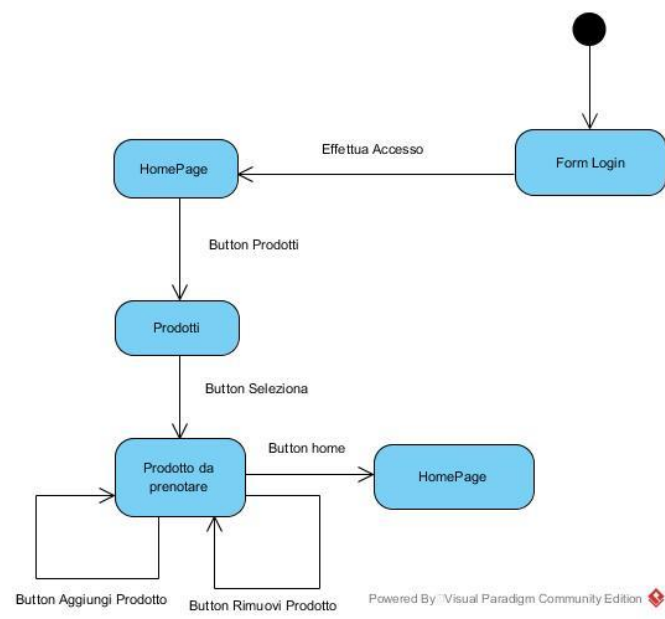 Effettua Accesso
Form Login
HomePage
Button Prodotti
Prodotti
Button Seleziona
Prodotto da
prenotare
Button home
HomePage
Button Aggiungi Prodotto
Button Rimuovi Prodotto
Powered By Visual Paradigm Community Edition